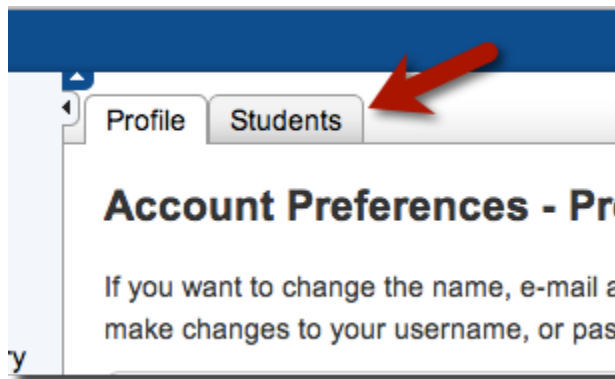 Profile Students
Account Preferences - Pr
If you want to change the name, e-mail a
make changes to your username, or pas
ry